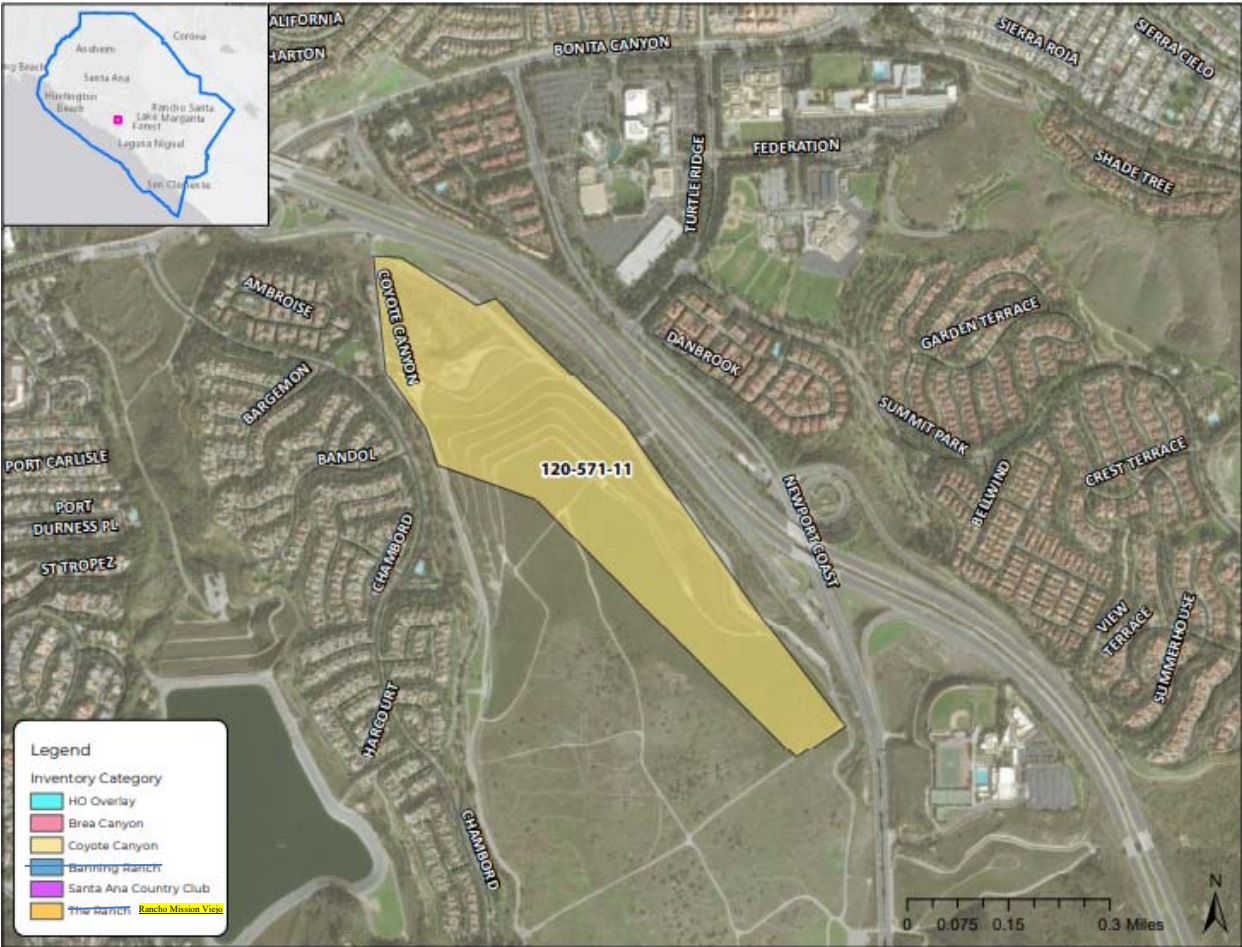 ALIFORNIA
HARTON
BONITA CANYON
SIERRA ROJA
SIERRA CIELO
Anaheim
Corona
ng Beach
Santa Ana
Huntington
Beach
Rancho Santa
Lake Margarita
Forest
Laguna Niguel
San Clemente
TURTLE RIDGE
FEDERATION
SHADE TREE
AMBROISE
COYOTE CANYON
BARGEMON
DANBROOK
GARDEN TERRACE
SUMMIT PARK
PORT CARLISLE
BANDOL
120-571-11
CREST TERRACE
BELLWIND
PORT
DURNESS PL
NEWPORT COAST
ST TROPEZ
CHAMBORD
VIEW
TERRACE
SUMMERHOUSE
HARCOURT
CHAMBORD
Legend
Inventory Category
HO Overlay
Brea Canyon
Coyote Canyon
Banning Ranch
Santa Ana Country Club
The Ranch Rancho Mission Viejo
N
0 0.075 0.15 0.3 Miles